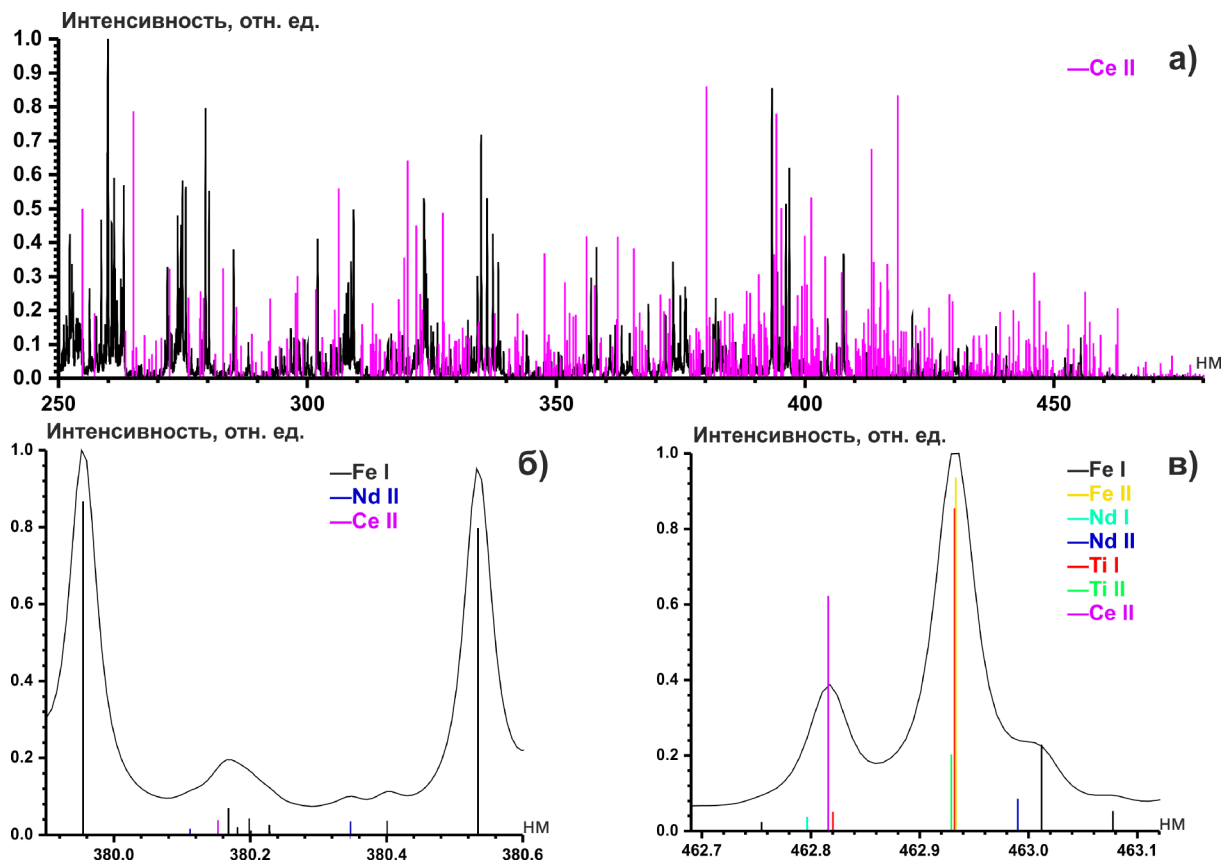 Интенсивность, отн. ед.
а)
Ce II
1.0
0.9
0.8
0.7
0.6
0.5
0.4
0.3
0.2
0.1
0.0
нм
250
300
350
400
450
Интенсивность, отн. ед.
б)
Fe I
Nd II
Ce II
1.0
0.8
0.6
0.4
0.2
0.0
нм
380.0
380.2
380.4
380.6
Интенсивность, отн. ед.
в)
Fe I
Fe II
Nd I
Nd II
Ti I
Ti II
Ce II
1.0
0.8
0.6
0.4
0.2
0.0
нм
462.7
462.8
462.9
463.0
463.1